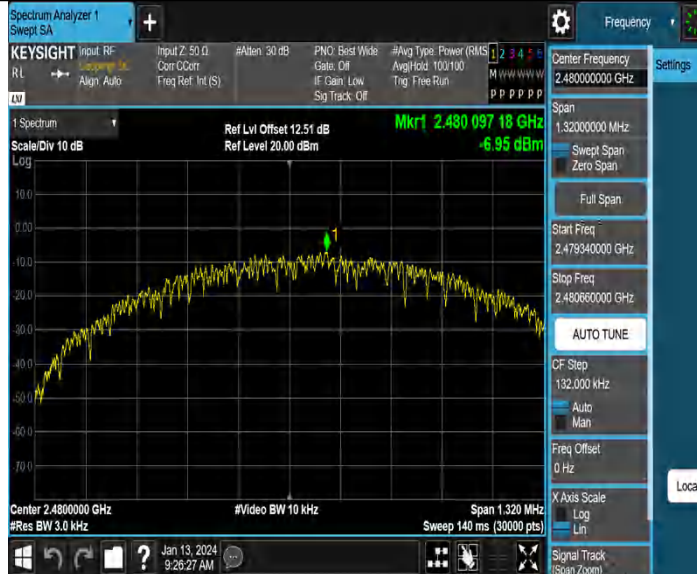 Spectrum Analyzer 1
Swept SA
Frequency
KEYSIGHT
Input: RF
Align: Auto
RL
Input Z: 50 Ω
Corr CCorr
Freq Ref: Int (S)
#Atten: 30 dB
PNO: Best Wide
Gate: Off
IF Gain: Low
Sig Track: Off
#Avg Type: Power (RMS
Avg|Hold: 100/100
Trig: Free Run
1 2 3 4 5 6
M W W W W W
P P P P P P
1 Spectrum
Scale/Div 10 dB
Ref Lvl Offset 12.51 dB
Ref Level 20.00 dBm
Mkr1 2.480 097 18 GHz
-6.95 dBm
Log
10.0
0.00
-10.0
-20.0
-30.0
-40.0
-50.0
-60.0
-70.0
1
Center 2.4800000 GHz
#Res BW 3.0 kHz
#Video BW 10 kHz
Span 1.320 MHz
Sweep 140 ms (30000 pts)
Jan 13, 2024
9:26:27 AM
?
Center Frequency
2.480000000 GHz
Settings
Span
1.32000000 MHz
Swept Span
Zero Span
Full Span
Start Freq
2.479340000 GHz
Stop Freq
2.480660000 GHz
AUTO TUNE
CF Step
132.000 kHz
Auto
Man
Freq Offset
0 Hz
X Axis Scale
Log
Lin
Loca
Signal Track
(Span Zoom)